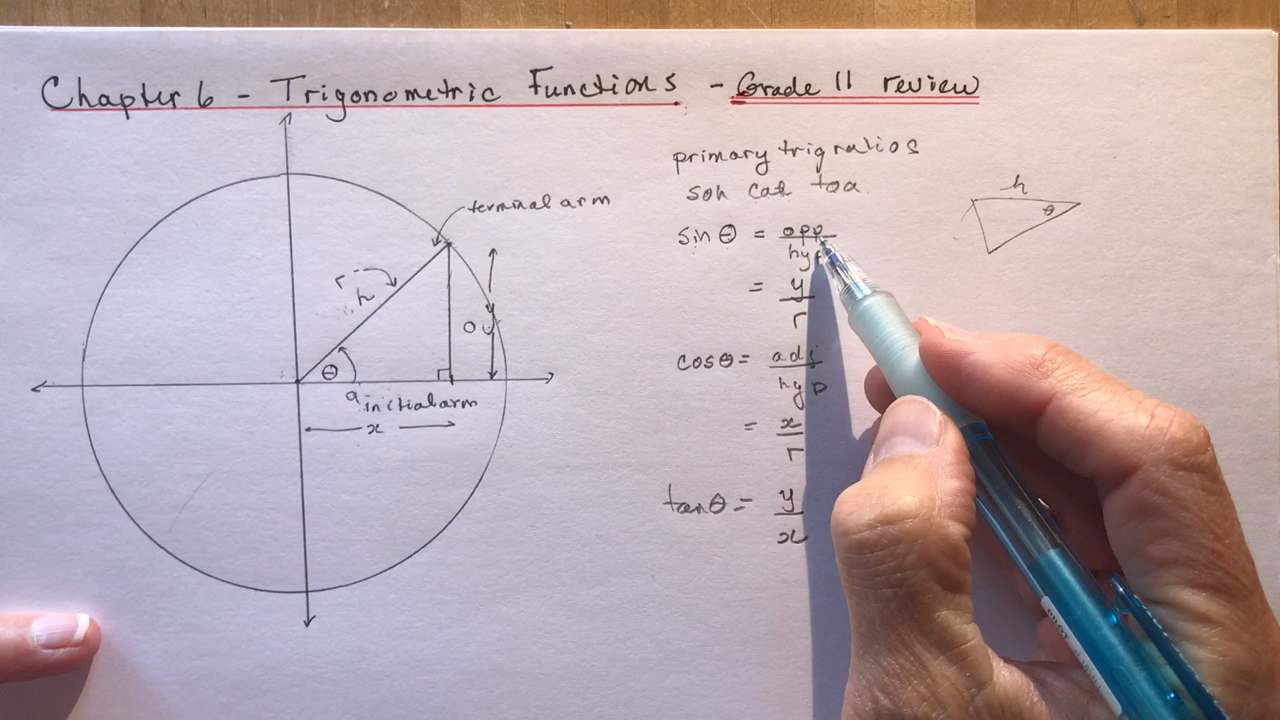 Chapter 6 - Trigonometric Functions - Grade 11 review
terminal arm
r
h
o y
θ
a
initial arm
x
primary trig ratios
soh cah toa
sin θ = opp
hyp
= y
r
cos θ = adj
hyp
= x
r
tan θ = y
x
h
θ
PILOT